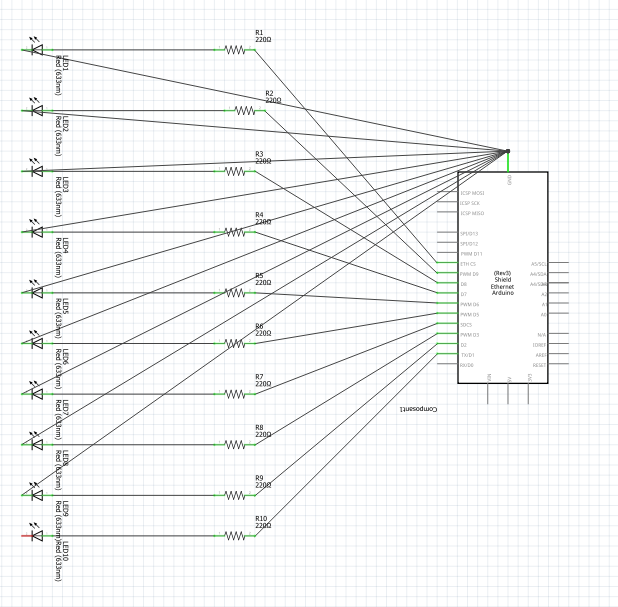 R1
220Ω
LED1
Red (633nm)
R2
220Ω
LED2
Red (633nm)
R3
220Ω
LED3
Red (633nm)
R4
220Ω
LED4
Red (633nm)
R5
220Ω
LED5
Red (633nm)
R6
220Ω
LED6
Red (633nm)
R7
220Ω
LED7
Red (633nm)
R8
220Ω
LED8
Red (633nm)
R9
220Ω
LED9
Red (633nm)
R10
220Ω
LED10
Red (633nm)
ICSP MOSI
ICSP SCK
ICSP MISO
SPI/D13
SPI/D12
PWM D11
ETH CS
PWM D9
D8
D7
PWM D6
PWM D5
SDCS
PWM D3
D2
TX/D1
RX/D0
(Rev3)
Shield
Ethernet
Arduino
A5/SCL
A4/SDA
A2
A1
A0
N/A
IOREF
AREF
RESET
GND
Composant1